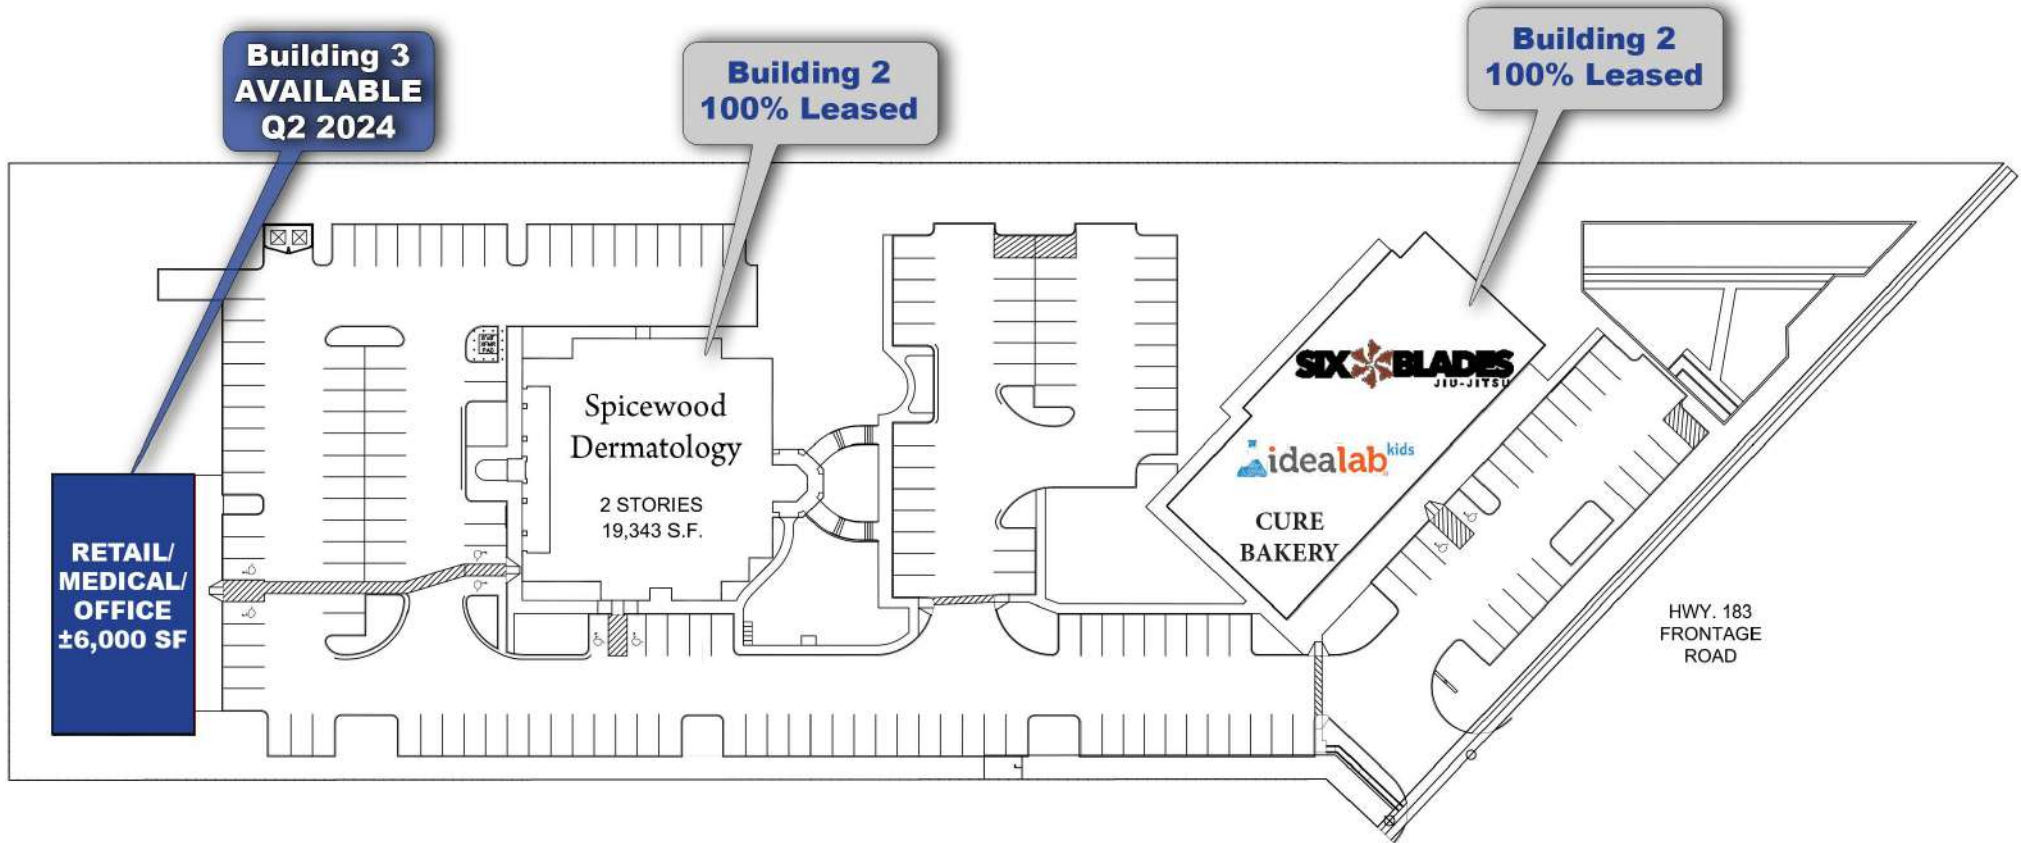 Building 3
AVAILABLE
Q2 2024
Building 2
100% Leased
Building 2
100% Leased
SIX BLADES
JIU-JITSU
Spicewood
Dermatology
2 STORIES
19,343 S.F.
idealab kids
CURE
BAKERY
RETAIL/
MEDICAL/
OFFICE
±6,000 SF
HWY. 183
FRONTAGE
ROAD